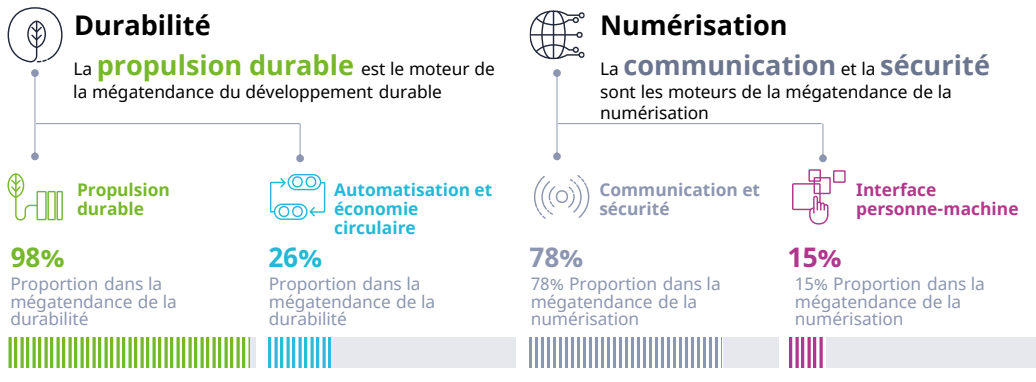 Durabilité
La propulsion durable est le moteur de
la mégatendance du développement durable
Propulsion
durable
98%
Proportion dans la
mégatendance de la
durabilité
Automatisation et
économie
circulaire
26%
Proportion dans la
mégatendance de la
durabilité
Numérisation
La communication et la sécurité
sont les moteurs de la mégatendance de la
numérisation
Communication et
sécurité
78%
78% Proportion dans la
mégatendance de la
numérisation
Interface
personne-machine
15%
15% Proportion dans la
mégatendance de la
numérisation